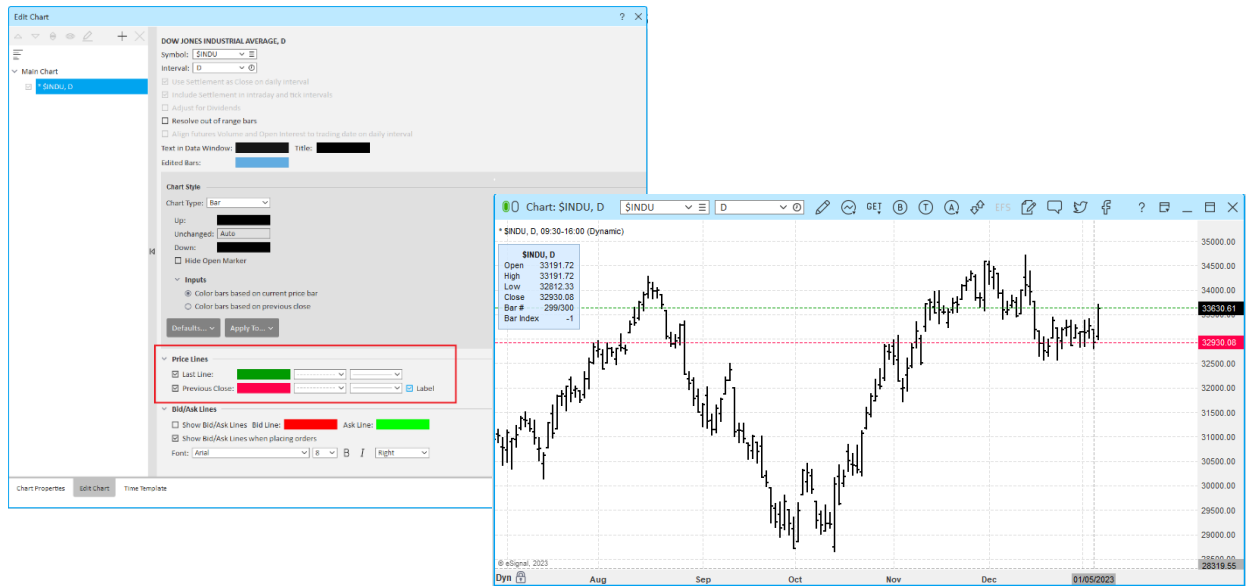 Edit Chart
?
DOW JONES INDUSTRIAL AVERAGE, D
Symbol: $INDU
Interval: D
Main Chart
* $INDU, D
Use Settlement as Close on daily interval
Include Settlement in intraday and tick intervals
Adjust for Dividends
Resolve out of range bars
Align futures Volume and Open Interest to trading date on daily interval
Text in Data Window: Title:
Edited Bars:
Chart Style
Chart Type: Bar
Up:
Unchanged: Auto
Down:
Hide Open Marker
Inputs
Color bars based on current price bar
Color bars based on previous close
Defaults... Apply To...
Price Lines
Last Line:
Previous Close: Label
Bid/Ask Lines
Show Bid/Ask Lines Bid Line: Ask Line:
Show Bid/Ask Lines when placing orders
Font: Arial 8 B I Right
Chart Properties Edit Chart Time Template
Chart: $INDU, D $INDU D GET B T A EFS ?
* $INDU, D, 09:30-16:00 (Dynamic)
$INDU, D
Open 33191.72
High 33191.72
Low 32812.33
Close 32930.08
Bar # 299/300
Bar Index -1
35000.00
34500.00
34000.00
33630.61
32930.08
32500.00
32000.00
31500.00
31000.00
30500.00
30000.00
29500.00
29000.00
28319.55
© eSignal, 2023
Dyn Aug Sep Oct Nov Dec 01/05/2023